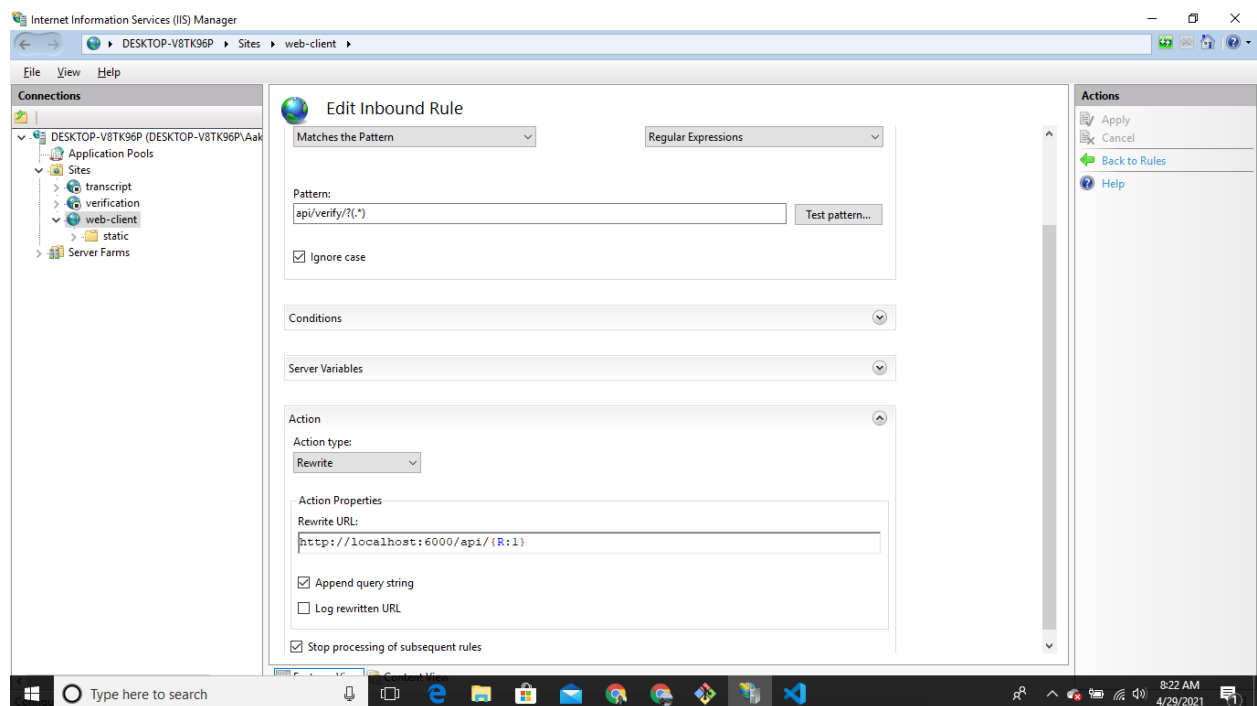 Internet Information Services (IIS) Manager
DESKTOP-V8TK96P Sites web-client
File View Help
Connections
DESKTOP-V8TK96P (DESKTOP-V8TK96P\Aak
Application Pools
Sites
transcript
verification
web-client
static
Server Farms
Edit Inbound Rule
Matches the Pattern Regular Expressions
Pattern:
api/verify/?(.*) Test pattern...
Ignore case
Conditions
Server Variables
Action
Action type:
Rewrite
Action Properties
Rewrite URL:
http://localhost:6000/api/{R:1}
Append query string
Log rewritten URL
Stop processing of subsequent rules
Content View
Actions
Apply
Cancel
Back to Rules
Help
Type here to search
8:22 AM
4/29/2021
1